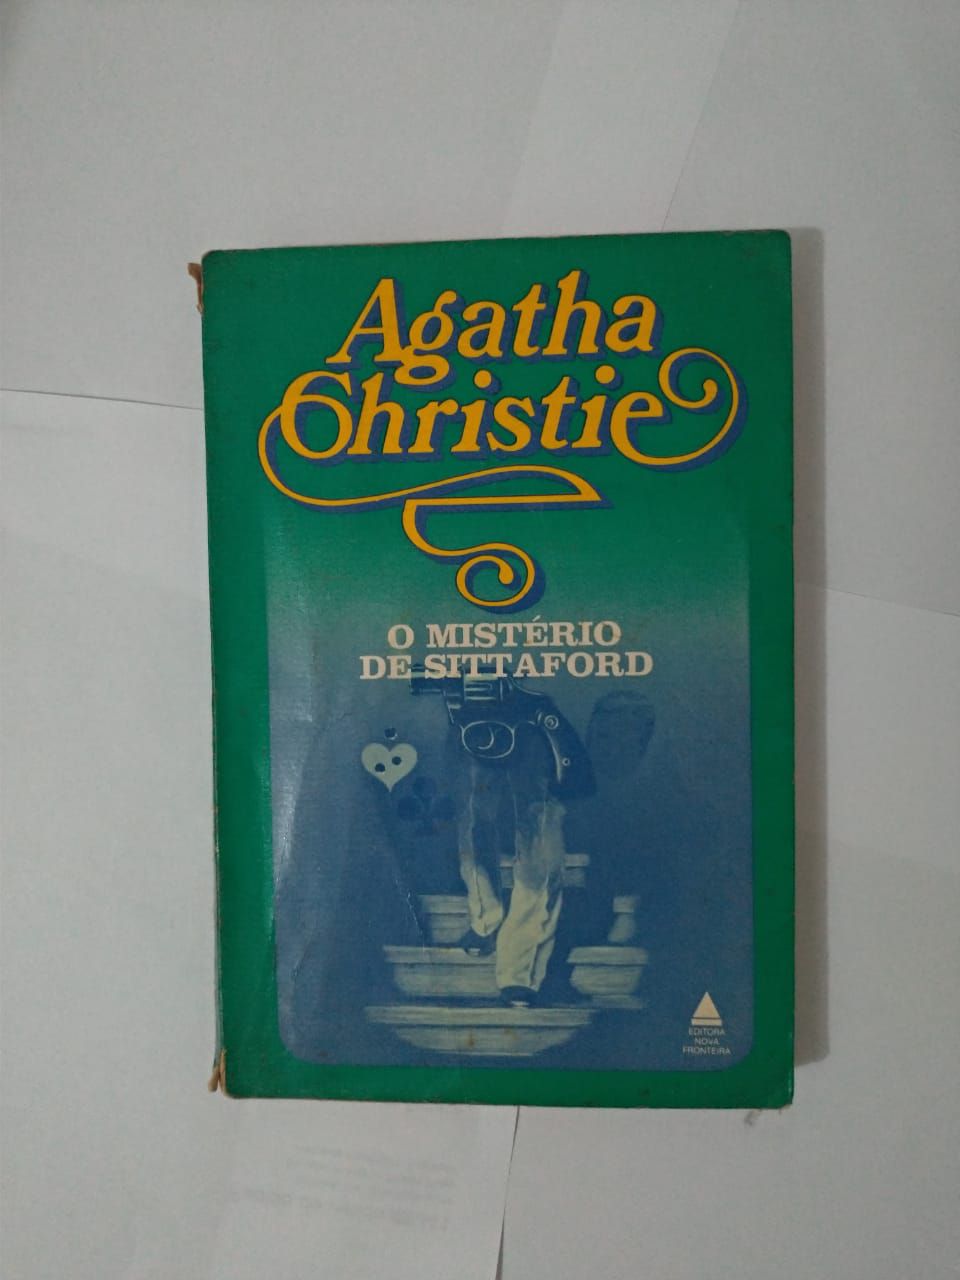 Agatha
Christie
O MISTÉRIO
DE SITTAFORD
EDITORA
NOVA
FRONTEIRA